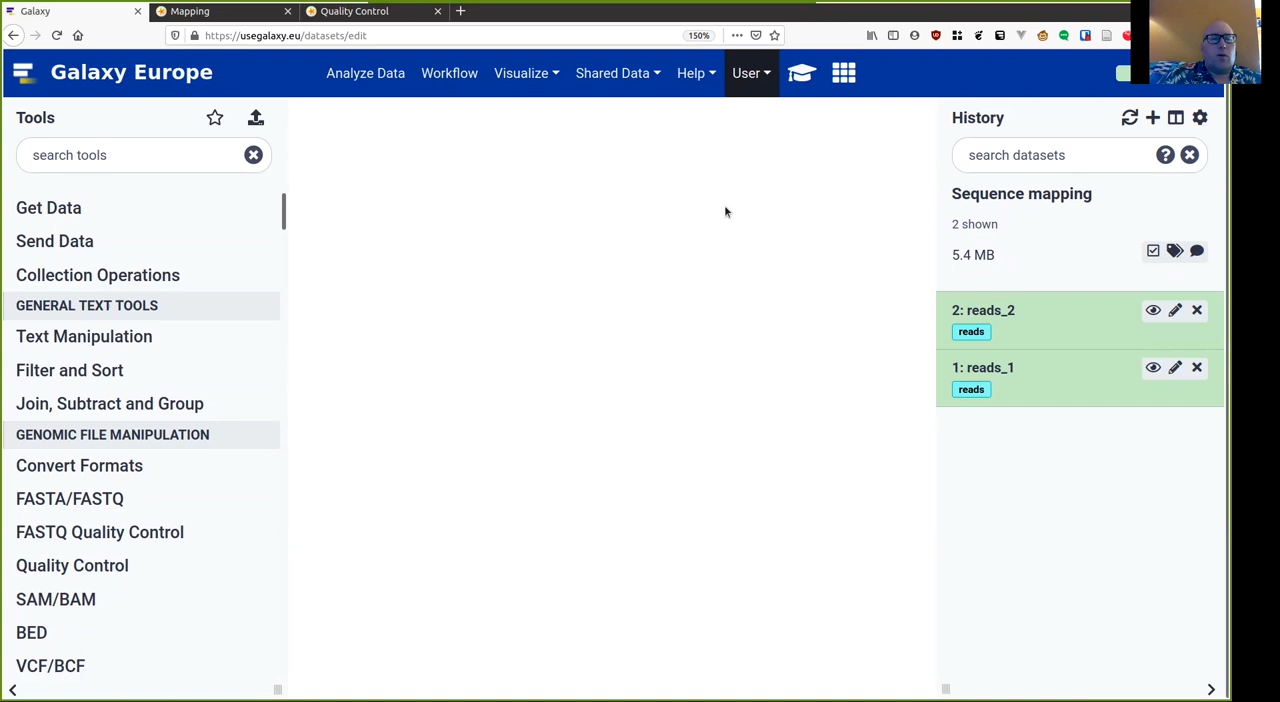 Galaxy
Mapping
Quality Control
https://usegalaxy.eu/datasets/edit
150%
Galaxy Europe
Analyze Data
Workflow
Visualize
Shared Data
Help
User
Tools
search tools
Get Data
Send Data
Collection Operations
GENERAL TEXT TOOLS
Text Manipulation
Filter and Sort
Join, Subtract and Group
GENOMIC FILE MANIPULATION
Convert Formats
FASTA/FASTQ
FASTQ Quality Control
Quality Control
SAM/BAM
BED
VCF/BCF
History
search datasets
Sequence mapping
2 shown
5.4 MB
2: reads_2
reads
1: reads_1
reads